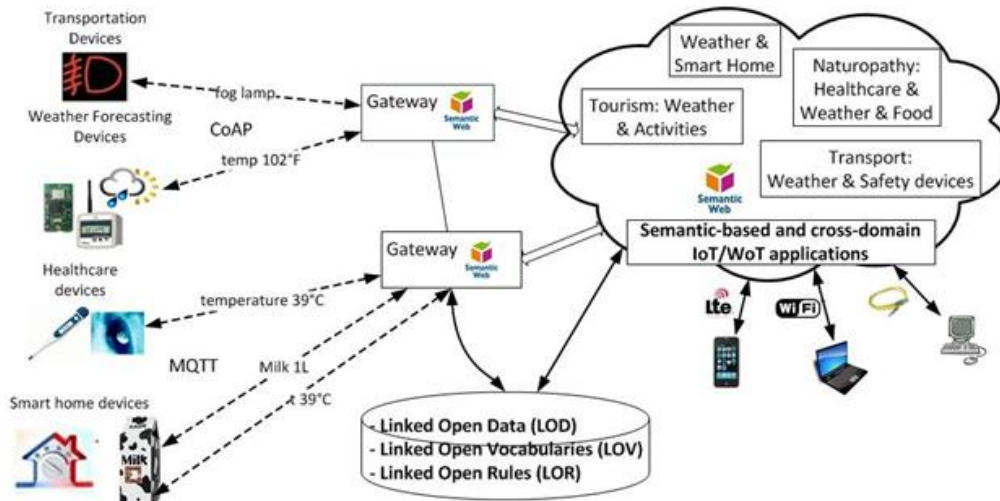 Transportation
Devices
Weather Forecasting
Devices
fog lamp
CoAP
temp 102°F
Gateway
Semantic
Web
Weather &
Smart Home
Naturopathy:
Healthcare &
Weather & Food
Tourism: Weather
& Activities
Transport:
Weather & Safety devices
Semantic
Web
Semantic-based and cross-domain
IoT/WoT applications
Gateway
Semantic
Web
Healthcare
devices
temperature 39°C
MQTT
Milk 1L
t 39°C
Smart home devices
Milk
Lte
Wi Fi
- Linked Open Data (LOD)
- Linked Open Vocabularies (LOV)
- Linked Open Rules (LOR)